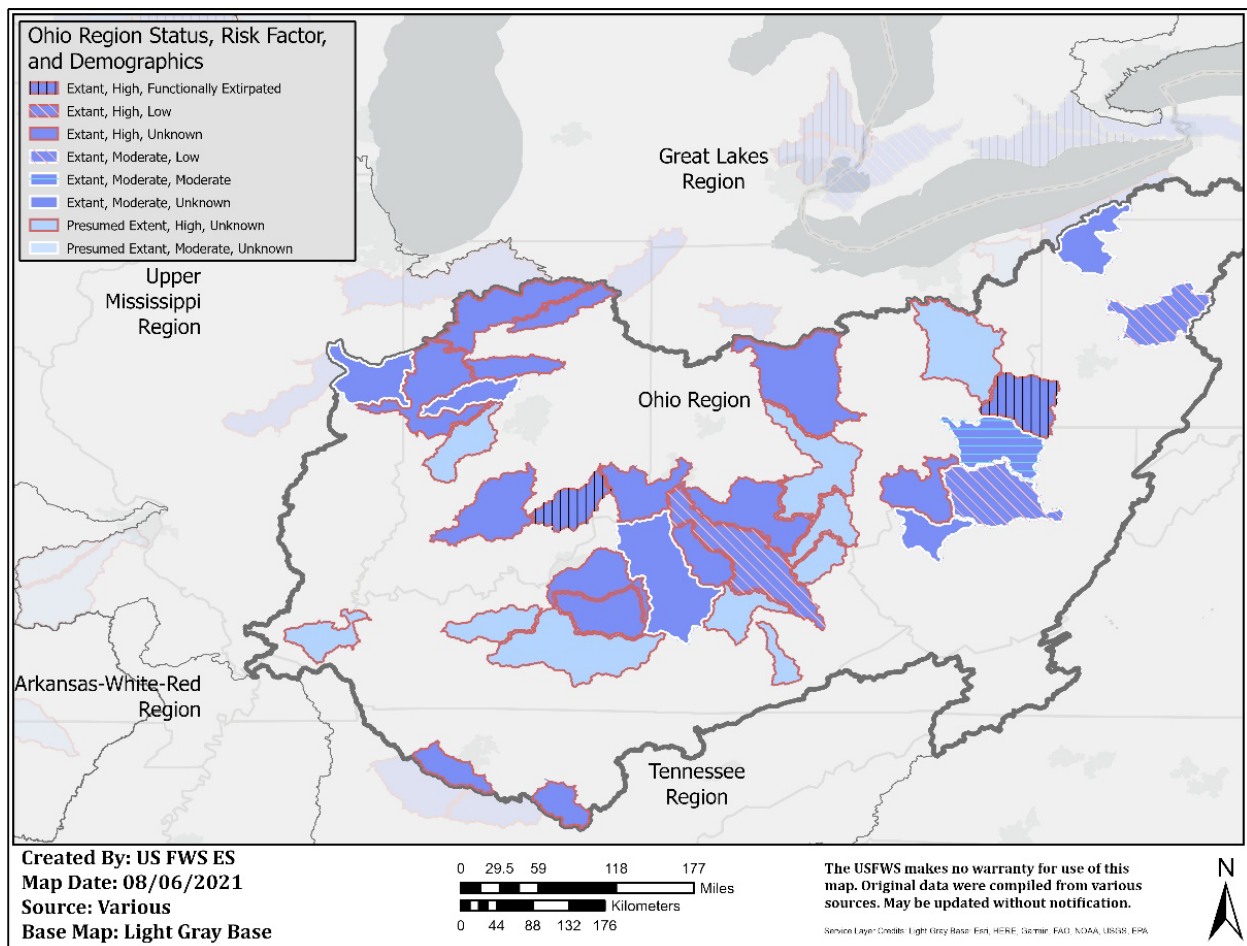 Ohio Region Status, Risk Factor,
and Demographics
Extant, High, Functionally Extirpated
Extant, High, Low
Extant, High, Unknown
Extant, Moderate, Low
Extant, Moderate, Moderate
Extant, Moderate, Unknown
Presumed Extent, High, Unknown
Presumed Extant, Moderate, Unknown
Great Lakes
Region
Upper
Mississippi
Region
Ohio Region
Arkansas-White-Red
Region
Tennessee
Region
Created By: US FWS ES
Map Date: 08/06/2021
Source: Various
Base Map: Light Gray Base
0 29.5 59 118 177
Miles
Kilometers
0 44 88 132 176
The USFWS makes no warranty for use of this
map. Original data were compiled from various
sources. May be updated without notification.
Service Layer Credits: Light Gray Base: Esri, HERE, Garmin, FAO, NOAA, USGS, EPA
N